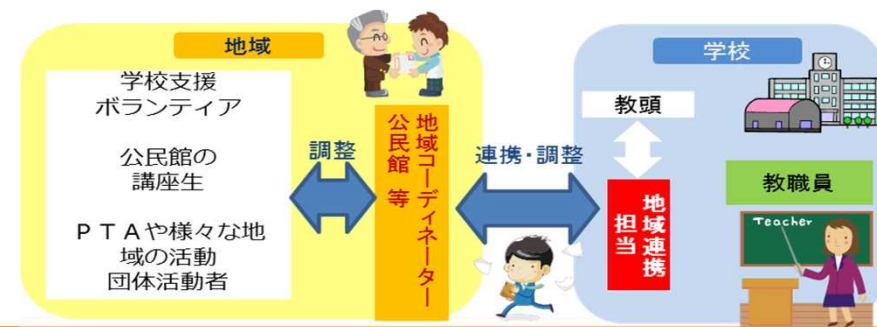 地域
学校支援
ボランティア
公民館の
講座生
ＰＴＡや様々な地
域の活動
団体活動者
調整
地域コーディネーター
公民館 等
連携・調整
学校
教頭
地域連携
担当
教職員
Teacher